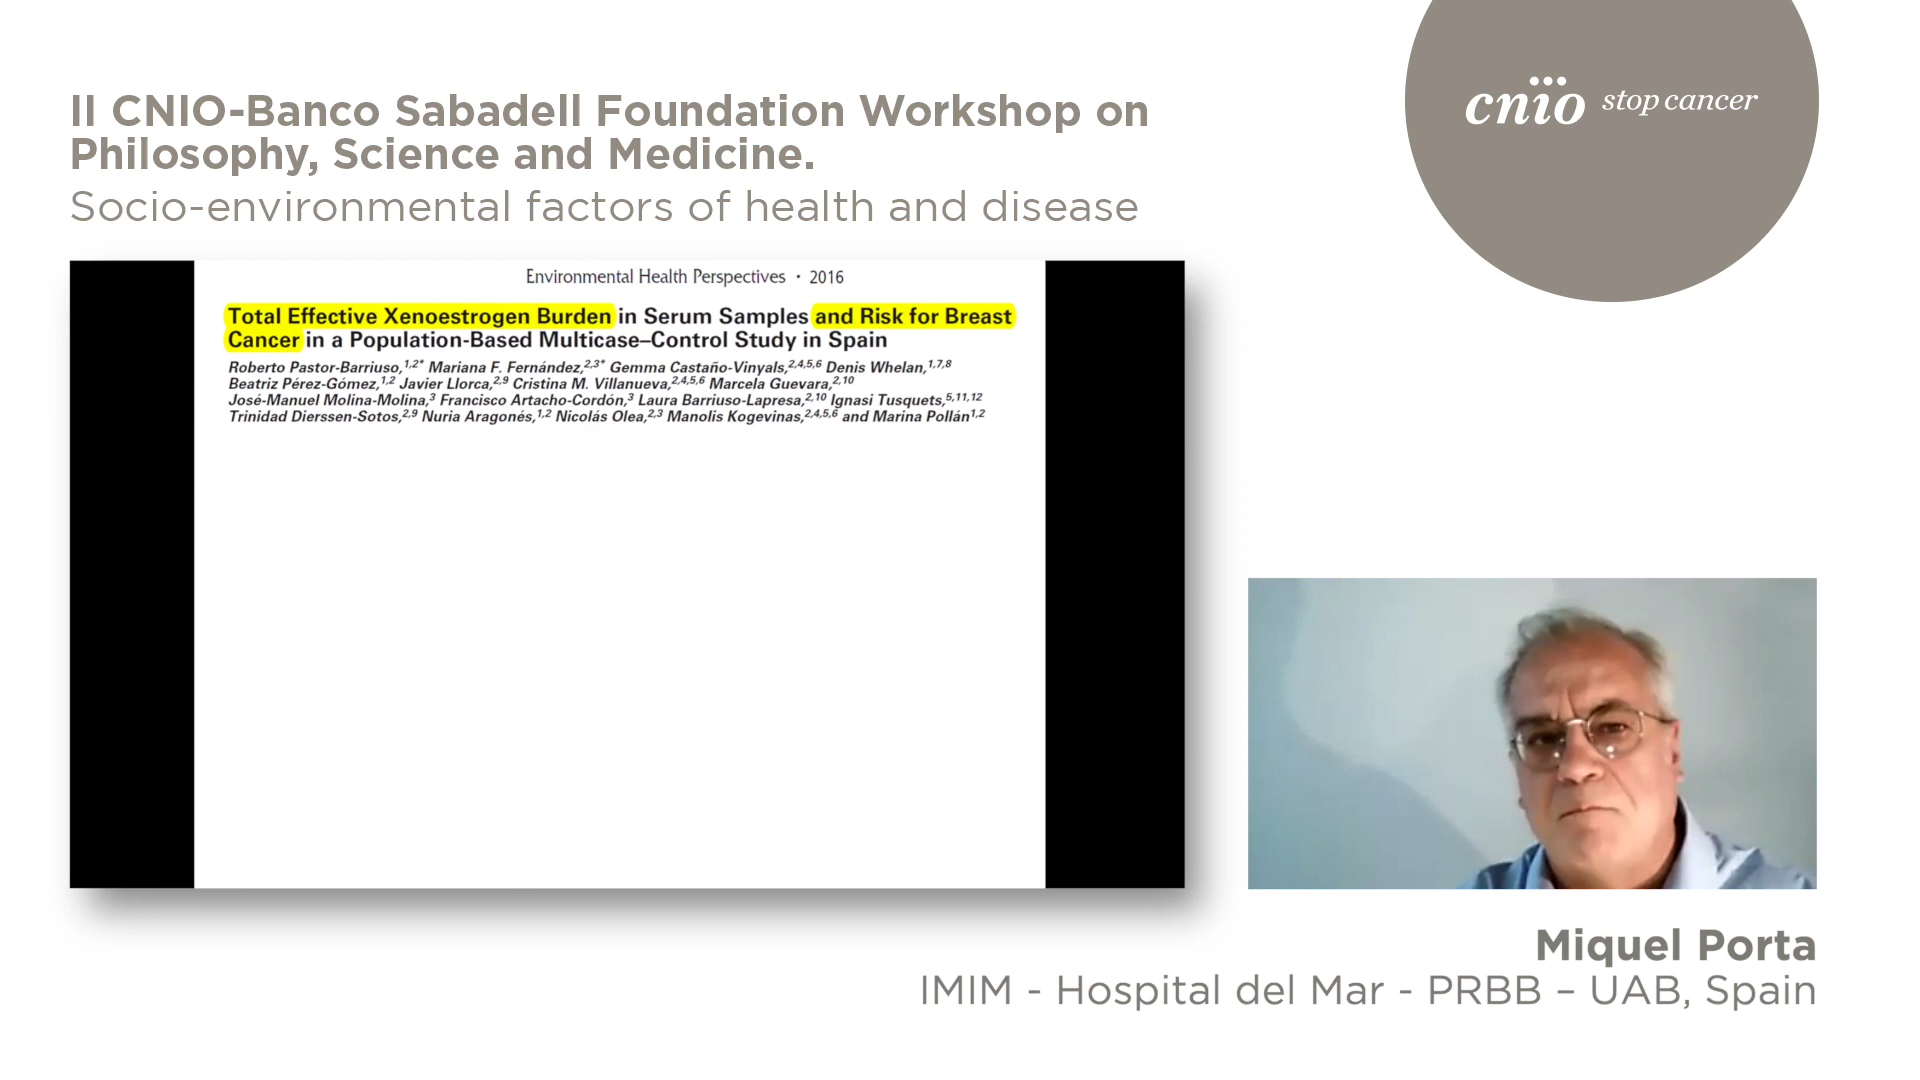 II CNIO-Banco Sabadell Foundation Workshop on
Philosophy, Science and Medicine.
Socio-environmental factors of health and disease
cnio stop cancer
Environmental Health Perspectives · 2016
Total Effective Xenoestrogen Burden in Serum Samples and Risk for Breast
Cancer in a Population-Based Multicase–Control Study in Spain
Roberto Pastor-Barriuso,1,2* Mariana F. Fernández,2,3* Gemma Castaño-Vinyals,2,4,5,6 Denis Whelan,1,7,8
Beatriz Pérez-Gómez,1,2 Javier Llorca,2,9 Cristina M. Villanueva,2,4,5,6 Marcela Guevara,2,10
José-Manuel Molina-Molina,3 Francisco Artacho-Cordón,3 Laura Barriuso-Lapresa,2,10 Ignasi Tusquets,5,11,12
Trinidad Dierssen-Sotos,2,9 Nuria Aragonés,1,2 Nicolás Olea,2,3 Manolis Kogevinas,2,4,5,6 and Marina Pollán1,2
Miquel Porta
IMIM - Hospital del Mar - PRBB – UAB, Spain